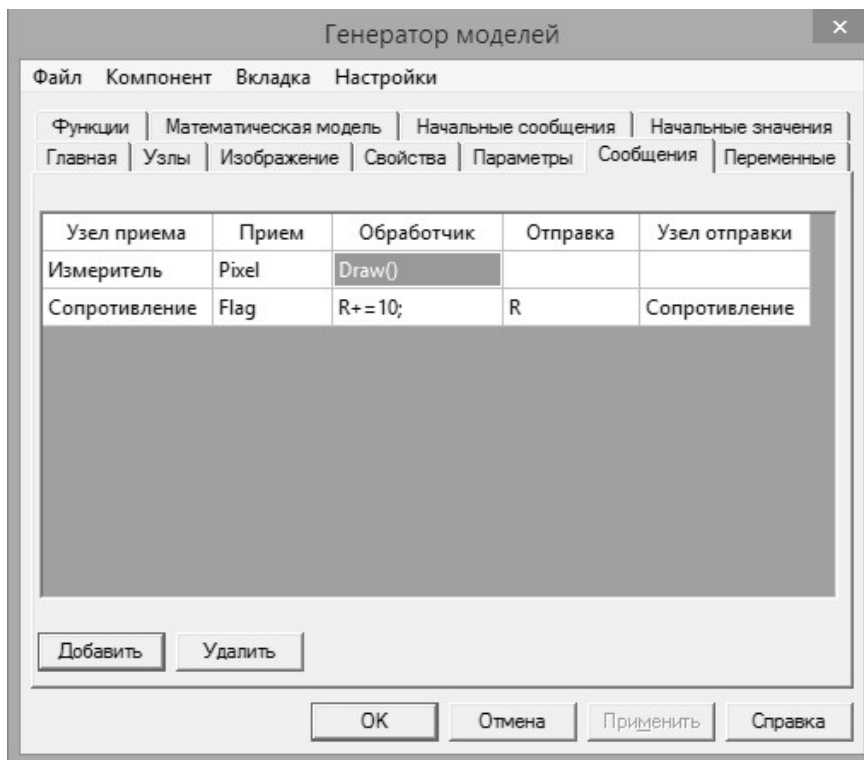 Генератор моделей
Файл Компонент Вкладка Настройки
Функции Математическая модель Начальные сообщения Начальные значения
Главная Узлы Изображение Свойства Параметры Сообщения Переменные
Узел приема Прием Обработчик Отправка Узел отправки
Измеритель Pixel Draw()
Сопротивление Flag R+=10; R Сопротивление
Добавить Удалить
OK Отмена Применить Справка